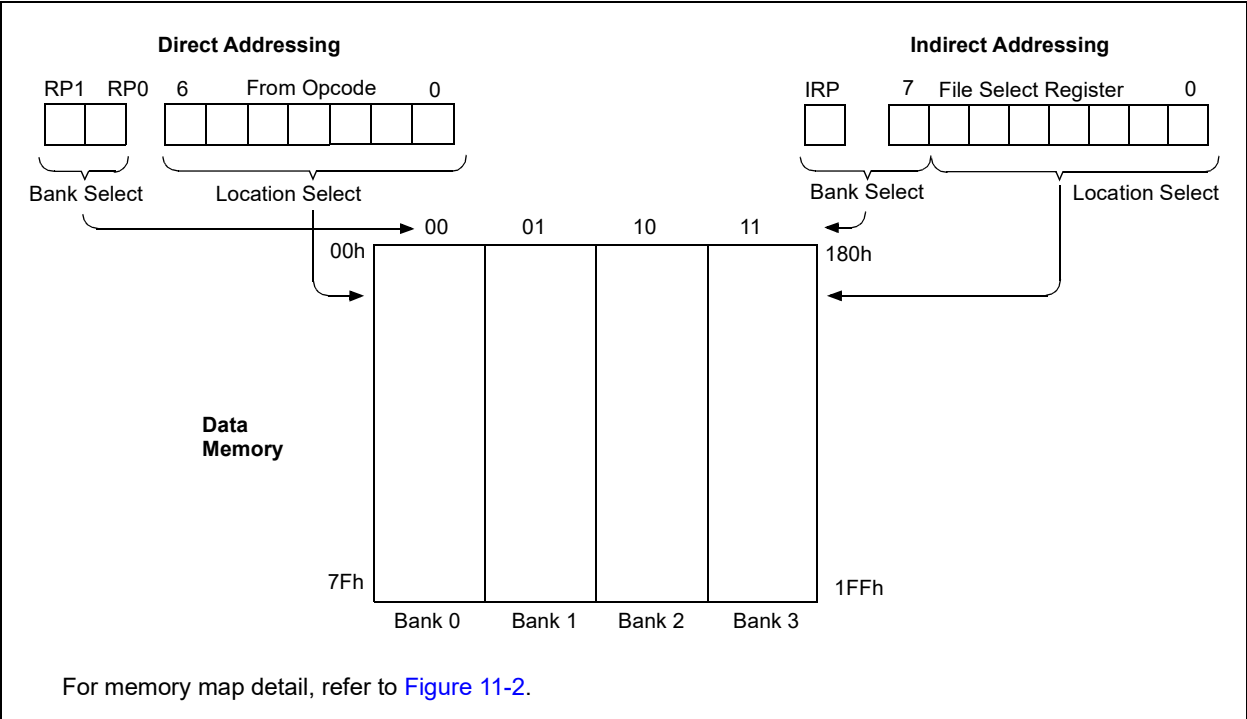 Direct Addressing
Indirect Addressing
RP1 RP0 6 From Opcode 0
IRP 7 File Select Register 0
Bank Select Location Select
Bank Select Location Select
00 01 10 11
00h
180h
Data
Memory
7Fh
1FFh
Bank 0 Bank 1 Bank 2 Bank 3
For memory map detail, refer to Figure 11-2.